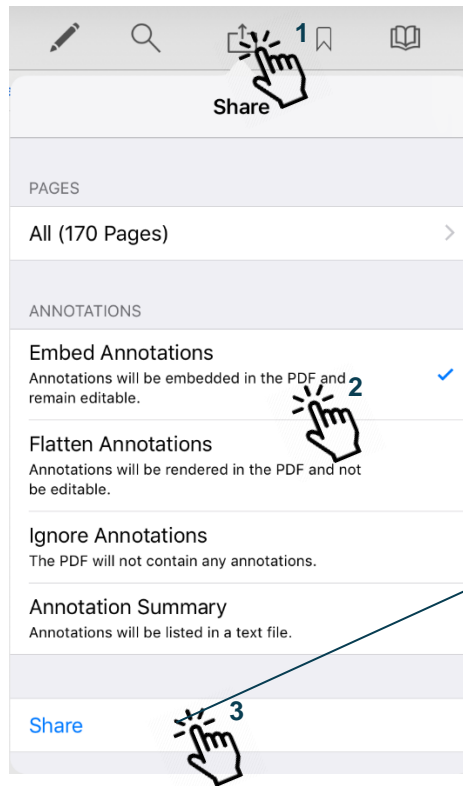 1
Share
PAGES
All (170 Pages)
ANNOTATIONS
Embed Annotations
Annotations will be embedded in the PDF and
remain editable.
2
Flatten Annotations
Annotations will be rendered in the PDF and not
be editable.
Ignore Annotations
The PDF will not contain any annotations.
Annotation Summary
Annotations will be listed in a text file.
Share
3